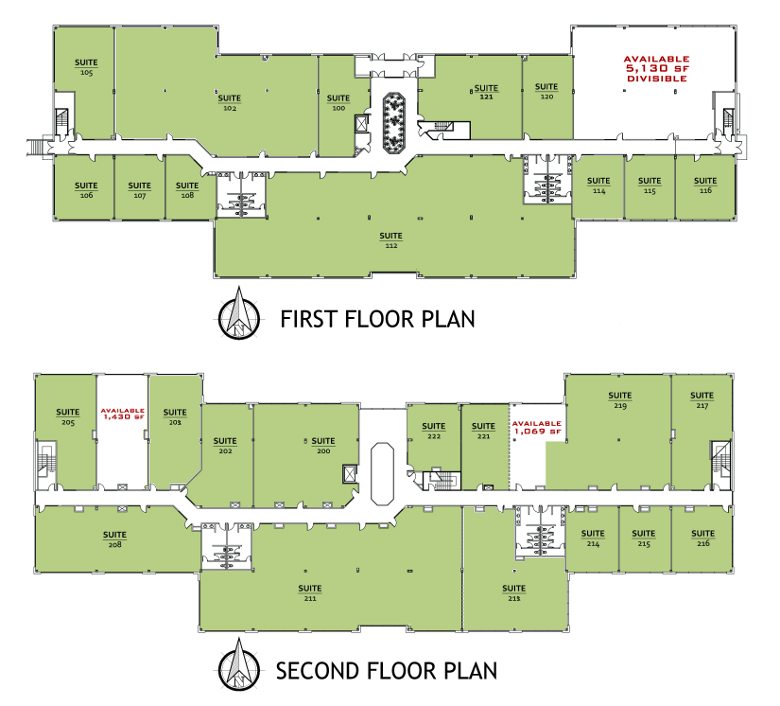 SUITE
105
SUITE
102
SUITE
100
SUITE
121
SUITE
120
AVAILABLE
5,130 SF
DIVISIBLE
SUITE
106
SUITE
107
SUITE
108
SUITE
114
SUITE
115
SUITE
116
SUITE
112
N
FIRST FLOOR PLAN
SUITE
205
AVAILABLE
1,430 SF
SUITE
203
SUITE
202
SUITE
200
SUITE
222
SUITE
221
AVAILABLE
1,069 SF
SUITE
219
SUITE
217
SUITE
208
SUITE
214
SUITE
215
SUITE
216
SUITE
211
SUITE
213
N
SECOND FLOOR PLAN